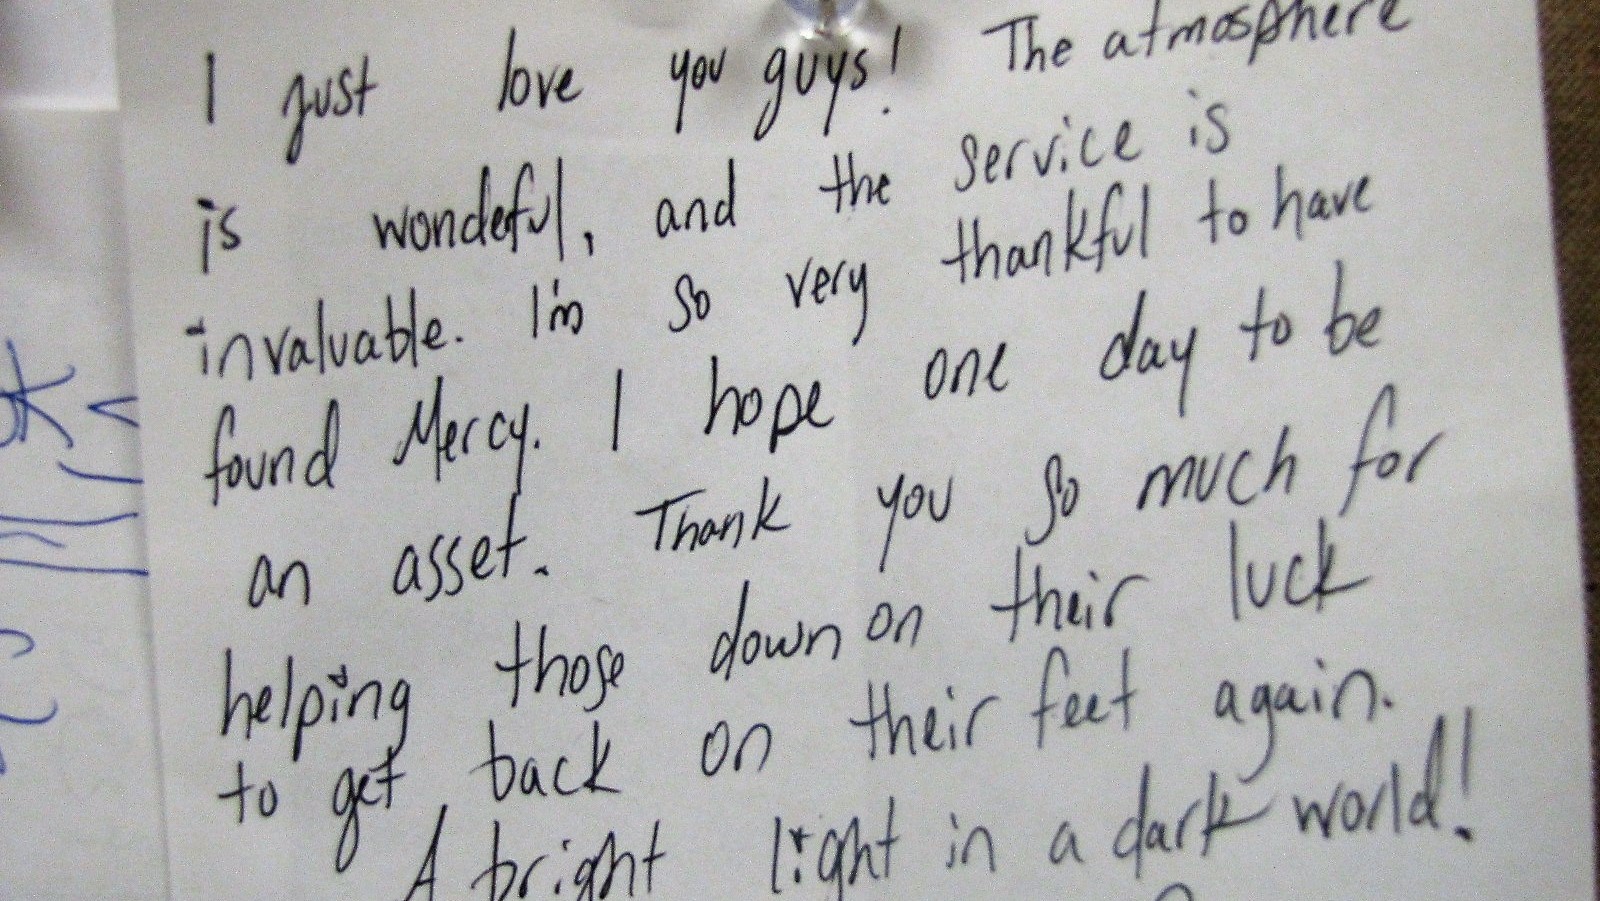 I just love you guys! The atmosphere
is wondeful, and the service is
invaluable. I'm so very thankful to have
found Mercy. I hope one day to be
an asset. Thank you so much for
helping those down on their luck
to get back on their feet again.
A bright light in a dark world!